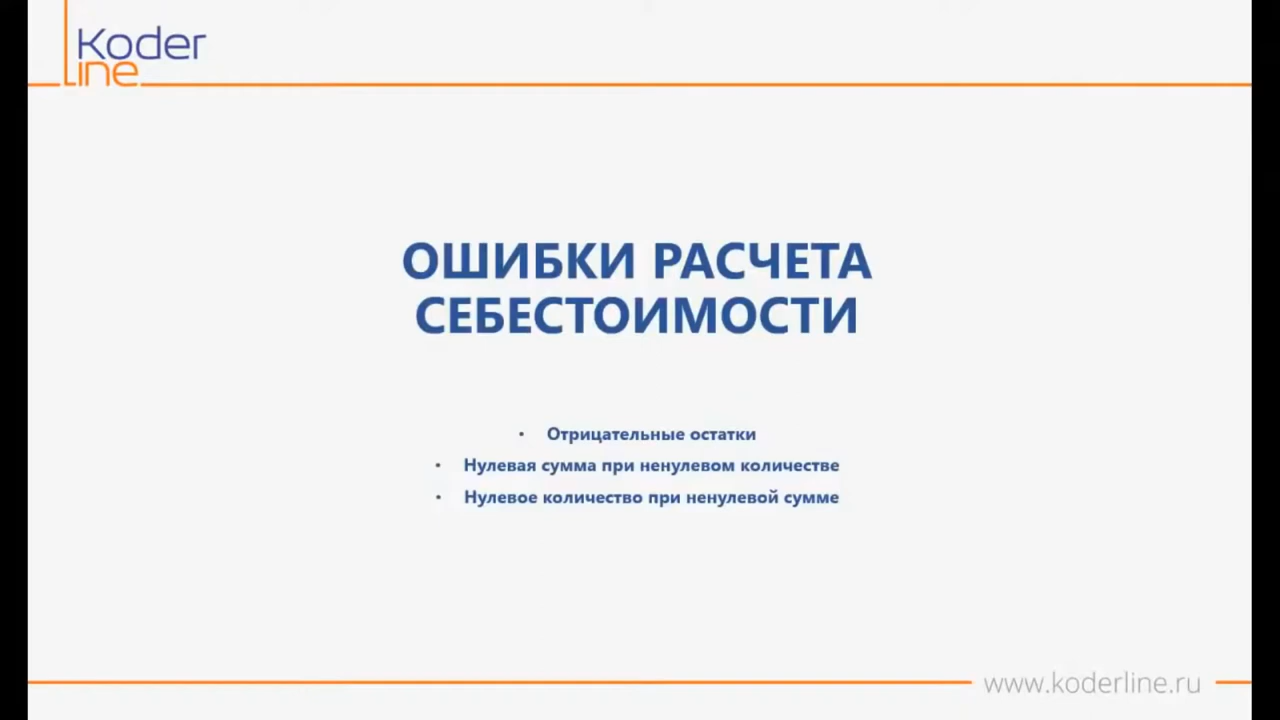 Koder
line
ОШИБКИ РАСЧЕТА
СЕБЕСТОИМОСТИ
• Отрицательные остатки
• Нулевая сумма при ненулевом количестве
• Нулевое количество при ненулевой сумме
www.koderline.ru